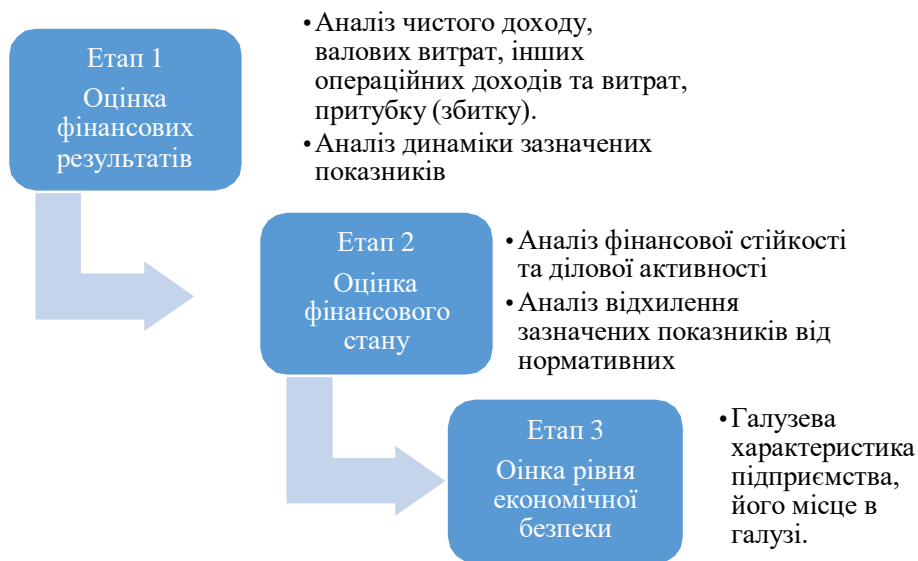 Етап 1
Оцінка
фінансових
результатів
•Аналіз чистого доходу,
валових витрат, інших
операційних доходів та витрат,
притубку (збитку).
•Аналіз динаміки зазначених
показників
Етап 2
Оцінка
фінансового
стану
•Аналіз фінансової стійкості
та ділової активності
•Аналіз відхилення
зазначених показників від
нормативних
Етап 3
Оінка рівня
економічної
безпеки
•Галузева
характеристика
підприємства,
його місце в
галузі.